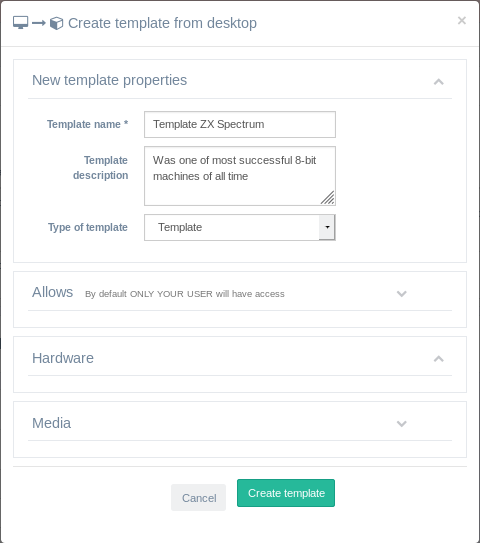 Create template from desktop
×
New template properties
Template name *
Template ZX Spectrum
Template
description
Was one of most successful 8-bit
machines of all time
Type of template
Template
Allows By default ONLY YOUR USER will have access
Hardware
Media
Cancel
Create template